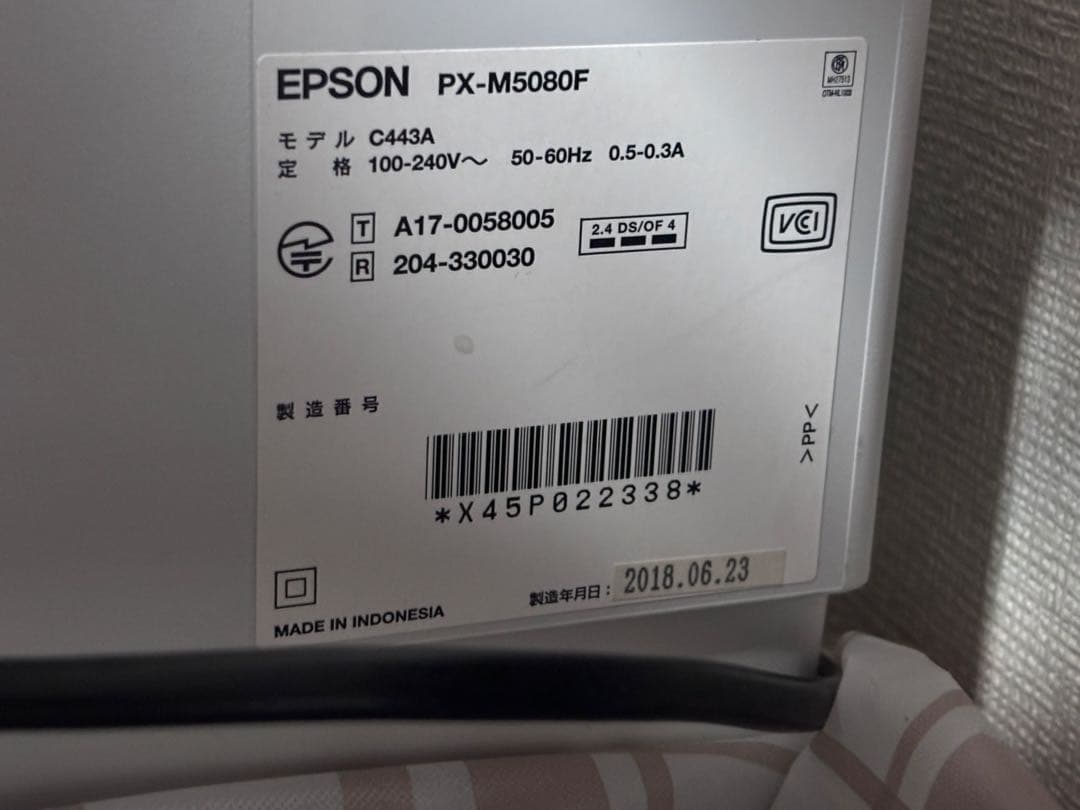 EPSON PX-M5080F
モデル C443A
定 格 100-240V～ 50-60Hz 0.5-0.3A
T A17-0058005
R 204-330030
2.4 DS/OF 4
VCCI
製造番号
*X45P022338*
>PP<
製造年月日: 2018.06.23
MADE IN INDONESIA